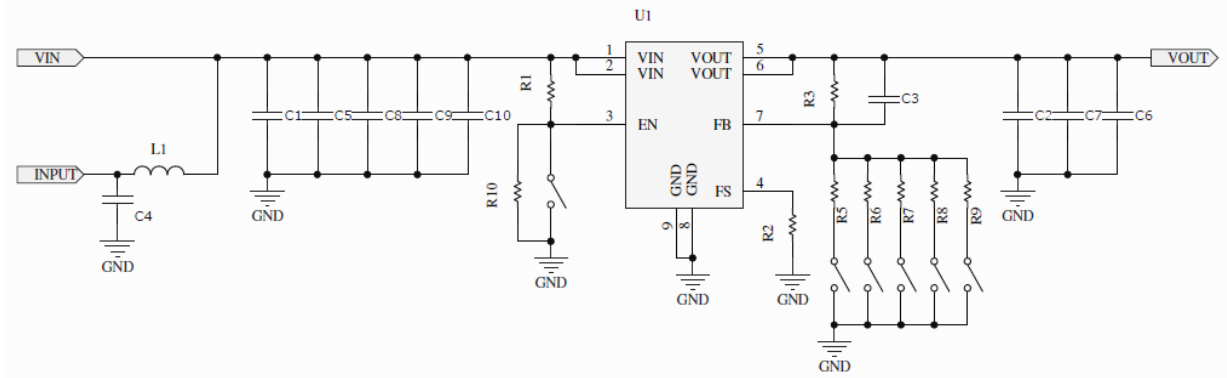 U1
VIN
1
VIN
VOUT
5
VOUT
2
VIN
VOUT
6
R1
R3
C3
C1
C5
C8
C9
C10
3
EN
FB
7
C2
C7
C6
L1
INPUT
C4
GND
GND
R10
GND
GND
GND
FS
4
9
8
R2
R5
R6
R7
R8
R9
GND
GND
GND
GND
GND